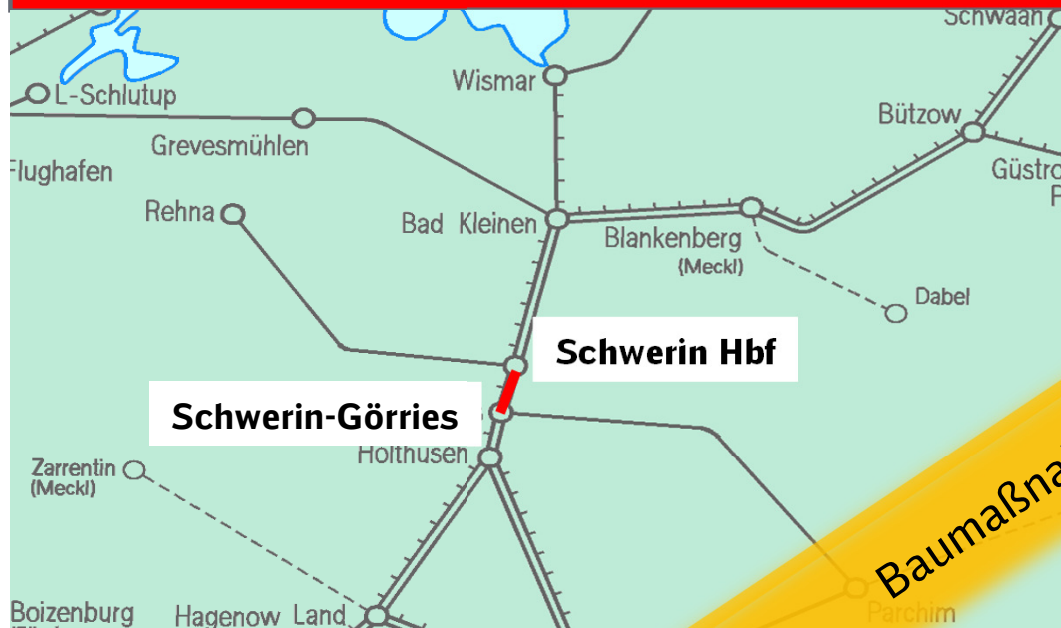 Schwaan
Wismar
L-Schlutup
Bützow
Grevesmühlen
Flughafen
Güstro
Rehna
Bad Kleinen
Blankenberg
(Meckl)
Dabel
Schwerin Hbf
Schwerin-Görries
Holthusen
Zarrentin
(Meckl)
Baumaßna
Parchim
Boizenburg
Hagenow Land